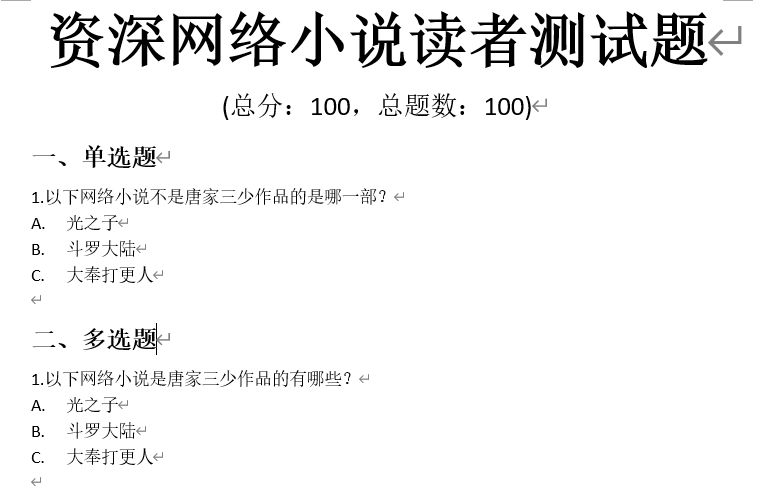 资深网络小说读者测试题
(总分：100，总题数：100)
一、单选题
1.以下网络小说不是唐家三少作品的是哪一部？
A. 光之子
B. 斗罗大陆
C. 大奉打更人
二、多选题
1.以下网络小说是唐家三少作品的有哪些？
A. 光之子
B. 斗罗大陆
C. 大奉打更人